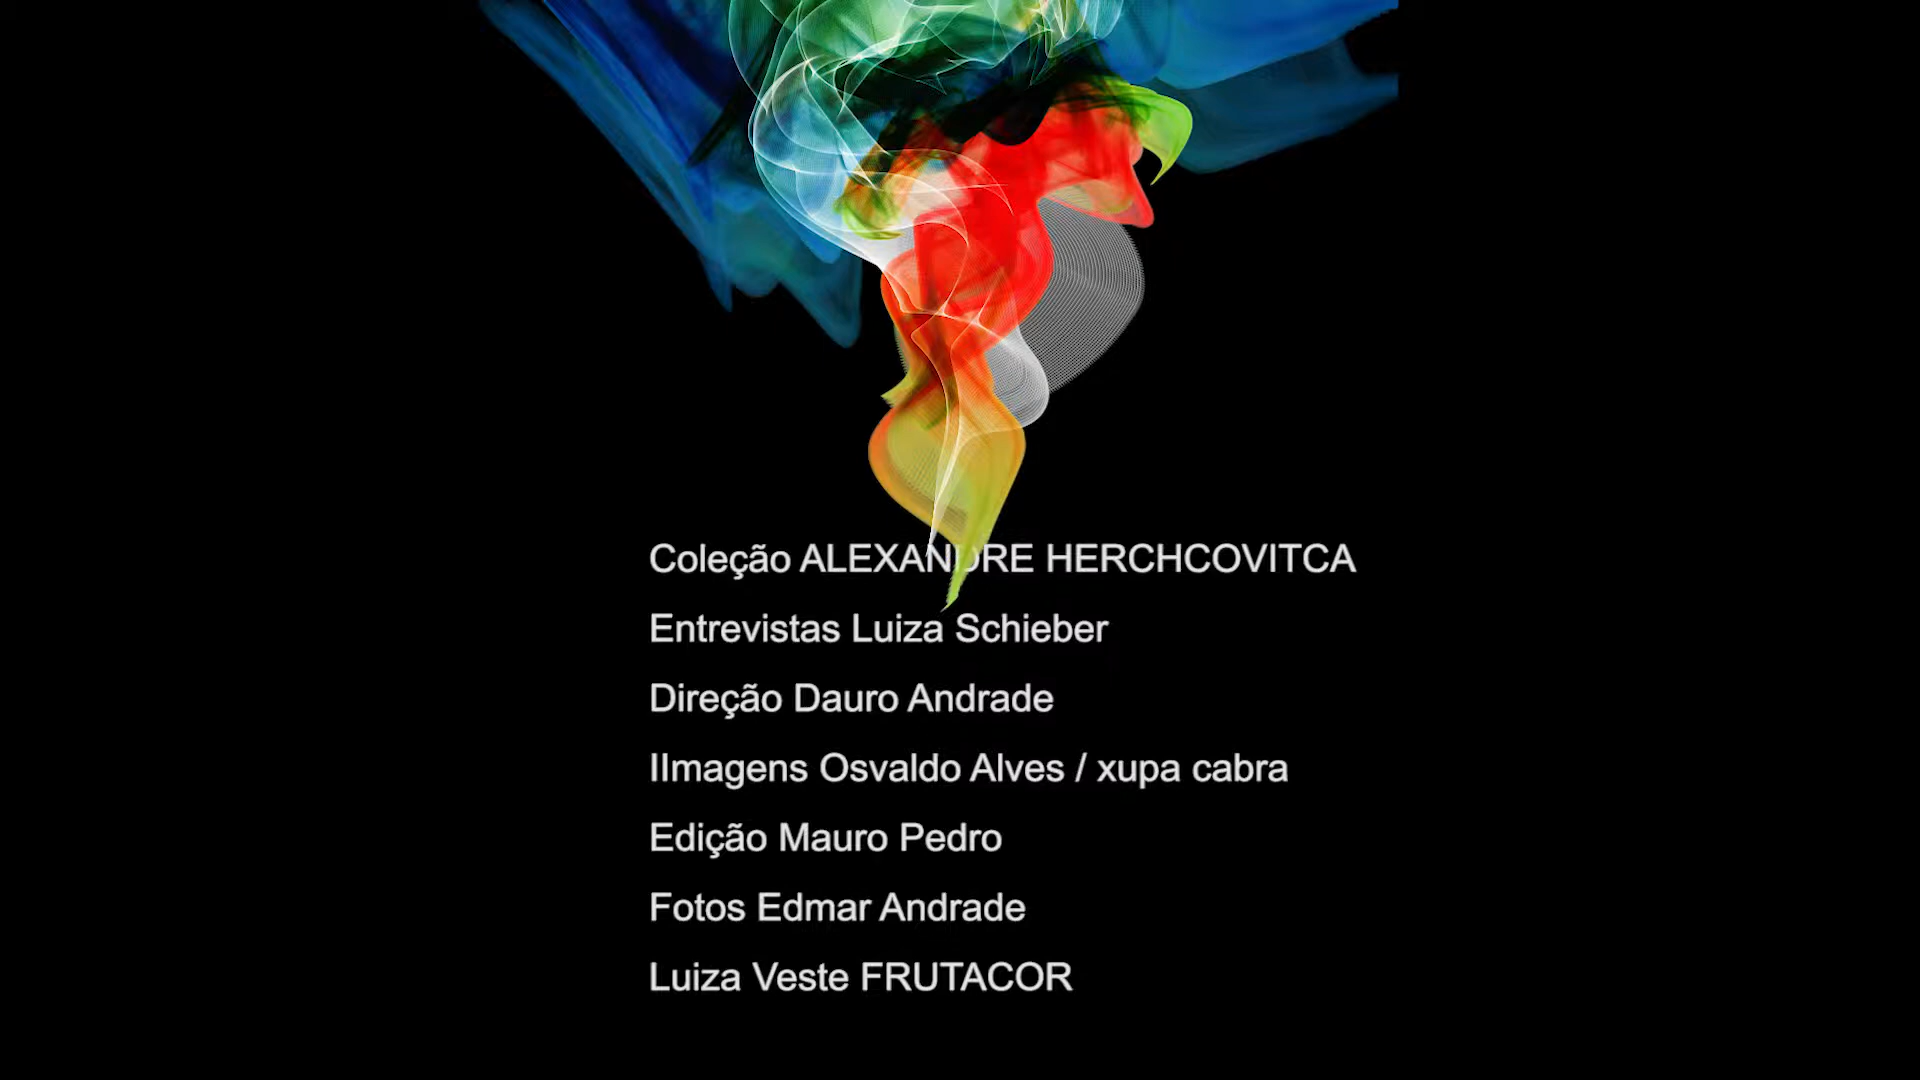 Coleção ALEXANDRE HERCHCOVITCA
Entrevistas Luiza Schieber
Direção Dauro Andrade
IImagens Osvaldo Alves / xupa cabra
Edição Mauro Pedro
Fotos Edmar Andrade
Luiza Veste FRUTACOR